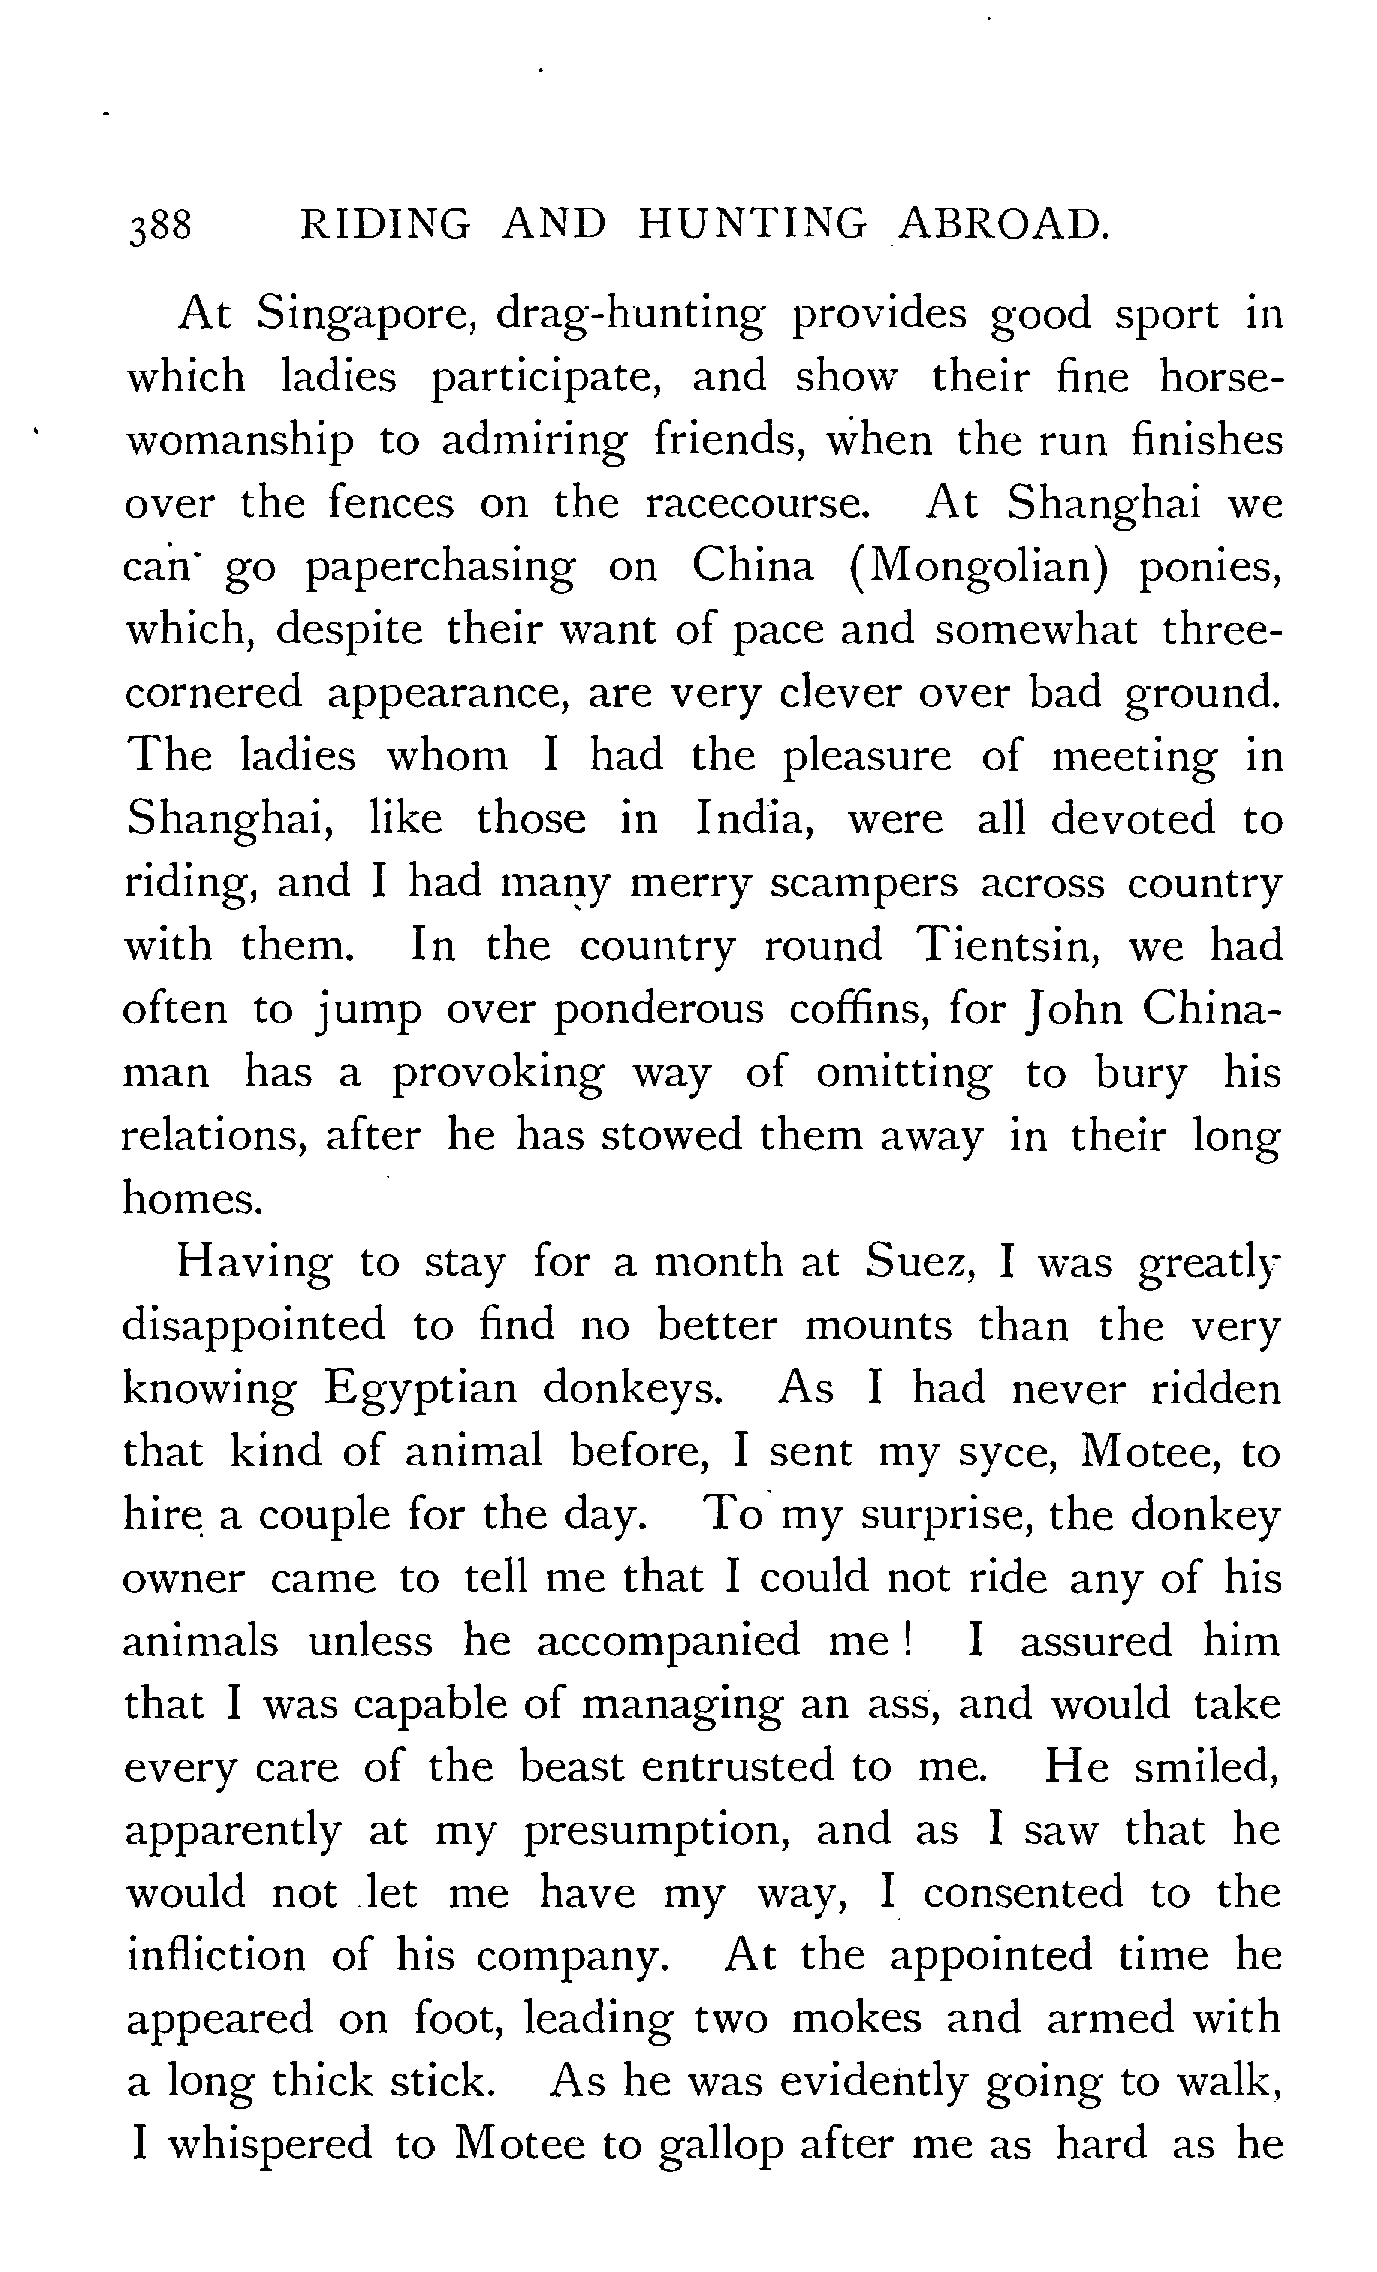 388 RIDING AND HUNTING ABROAD.
At Singapore, drag-hunting provides good sport in
which ladies participate, and show their fine horse-
womanship to admiring friends, when the run finishes
over the fences on the racecourse. At Shanghai we
can go paperchasing on China (Mongolian) ponies,
which, despite their want of pace and somewhat three-
cornered appearance, are very clever over bad ground.
The ladies whom I had the pleasure of meeting in
Shanghai, like those in India, were all devoted to
riding, and I had many merry scampers across country
with them. In the country round Tientsin, we had
often to jump over ponderous coffins, for John China-
man has a provoking way of omitting to bury his
relations, after he has stowed them away in their long
homes.
Having to stay for a month at Suez, I was greatly
disappointed to find no better mounts than the very
knowing Egyptian donkeys. As I had never ridden
that kind of animal before, I sent my syce, Motee, to
hire a couple for the day. To my surprise, the donkey
owner came to tell me that I could not ride any of his
animals unless he accompanied me ! I assured him
that I was capable of managing an ass, and would take
every care of the beast entrusted to me. He smiled,
apparently at my presumption, and as I saw that he
would not let me have my way, I consented to the
infliction of his company. At the appointed time he
appeared on foot, leading two mokes and armed with
a long thick stick. As he was evidently going to walk,
I whispered to Motee to gallop after me as hard as he